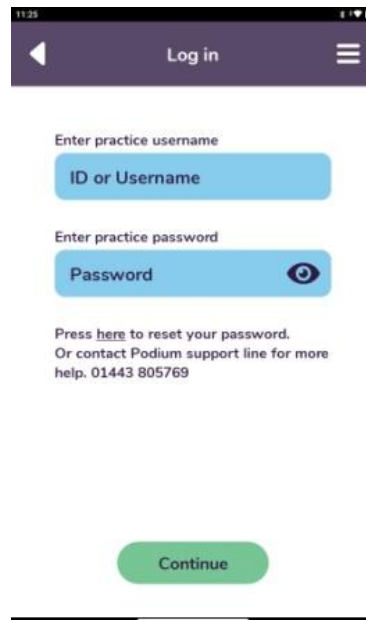 11:25
Log in
Enter practice username
ID or Username
Enter practice password
Password
Press here to reset your password.
Or contact Podium support line for more
help. 01443 805769
Continue